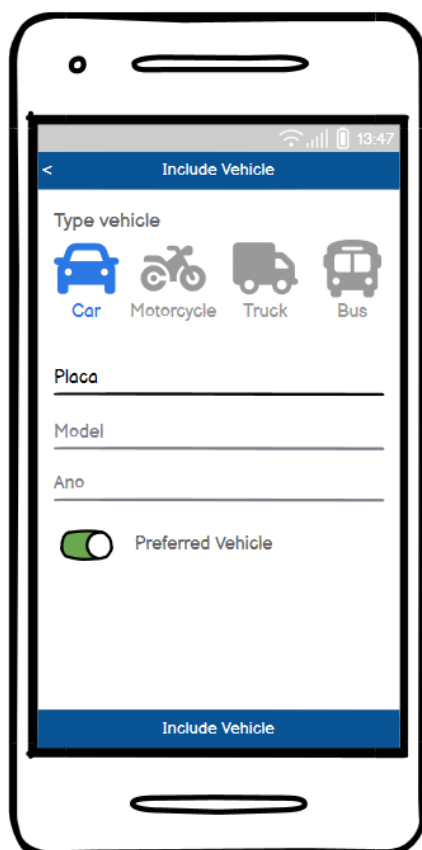 13:47
< Include Vehicle
Type vehicle
Car Motorcycle Truck Bus
Placa
Model
Ano
Preferred Vehicle
Include Vehicle